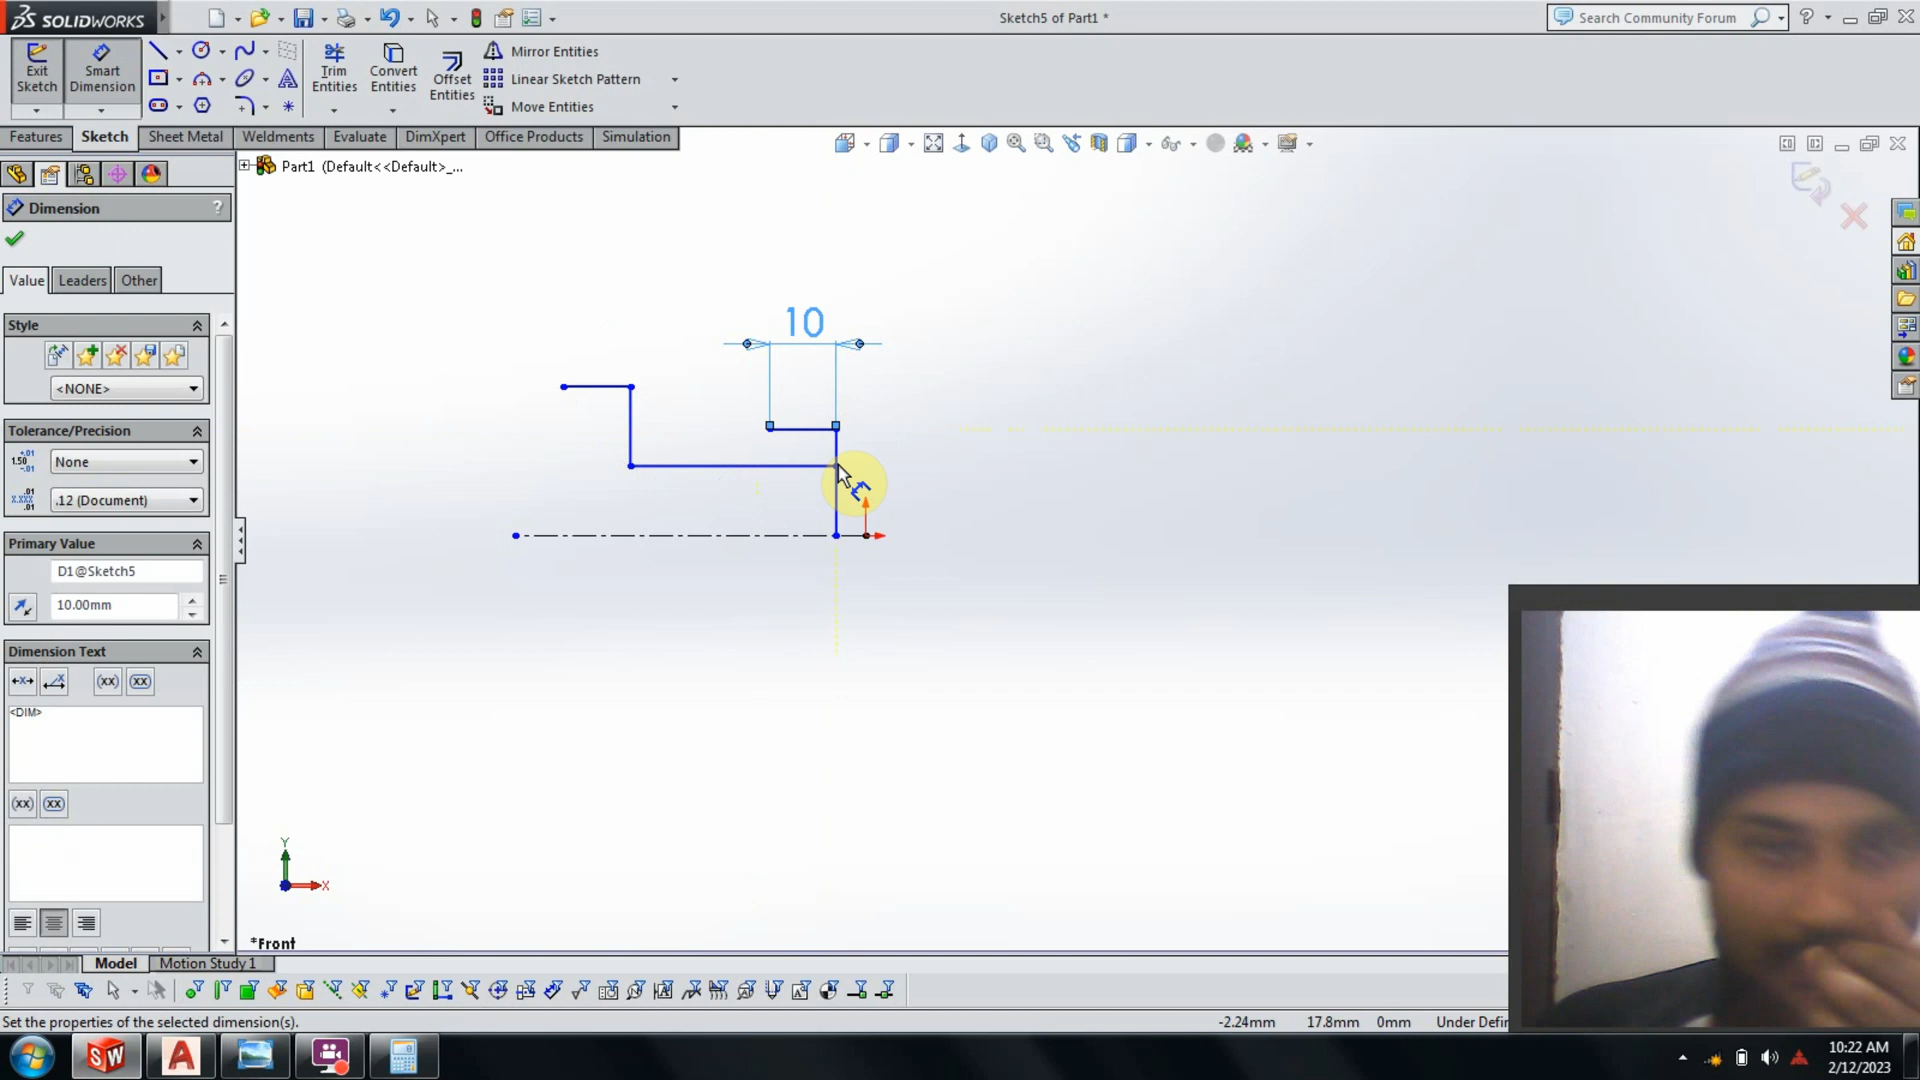 SOLIDWORKS
Sketch5 of Part1 *
Search Community Forum
Exit Sketch
Smart Dimension
Trim Entities
Convert Entities
Offset Entities
Mirror Entities
Linear Sketch Pattern
Move Entities
Features
Sketch
Sheet Metal
Weldments
Evaluate
DimXpert
Office Products
Simulation
Part1 (Default<<Default>_...
Dimension
?
Value
Leaders
Other
Style
<NONE>
Tolerance/Precision
None
.12 (Document)
Primary Value
D1@Sketch5
10.00mm
Dimension Text
<DIM>
10
Y
X
*Front
Model
Motion Study 1
Set the properties of the selected dimension(s).
-2.24mm
17.8mm
0mm
Under Defin
10:22 AM
2/12/2023